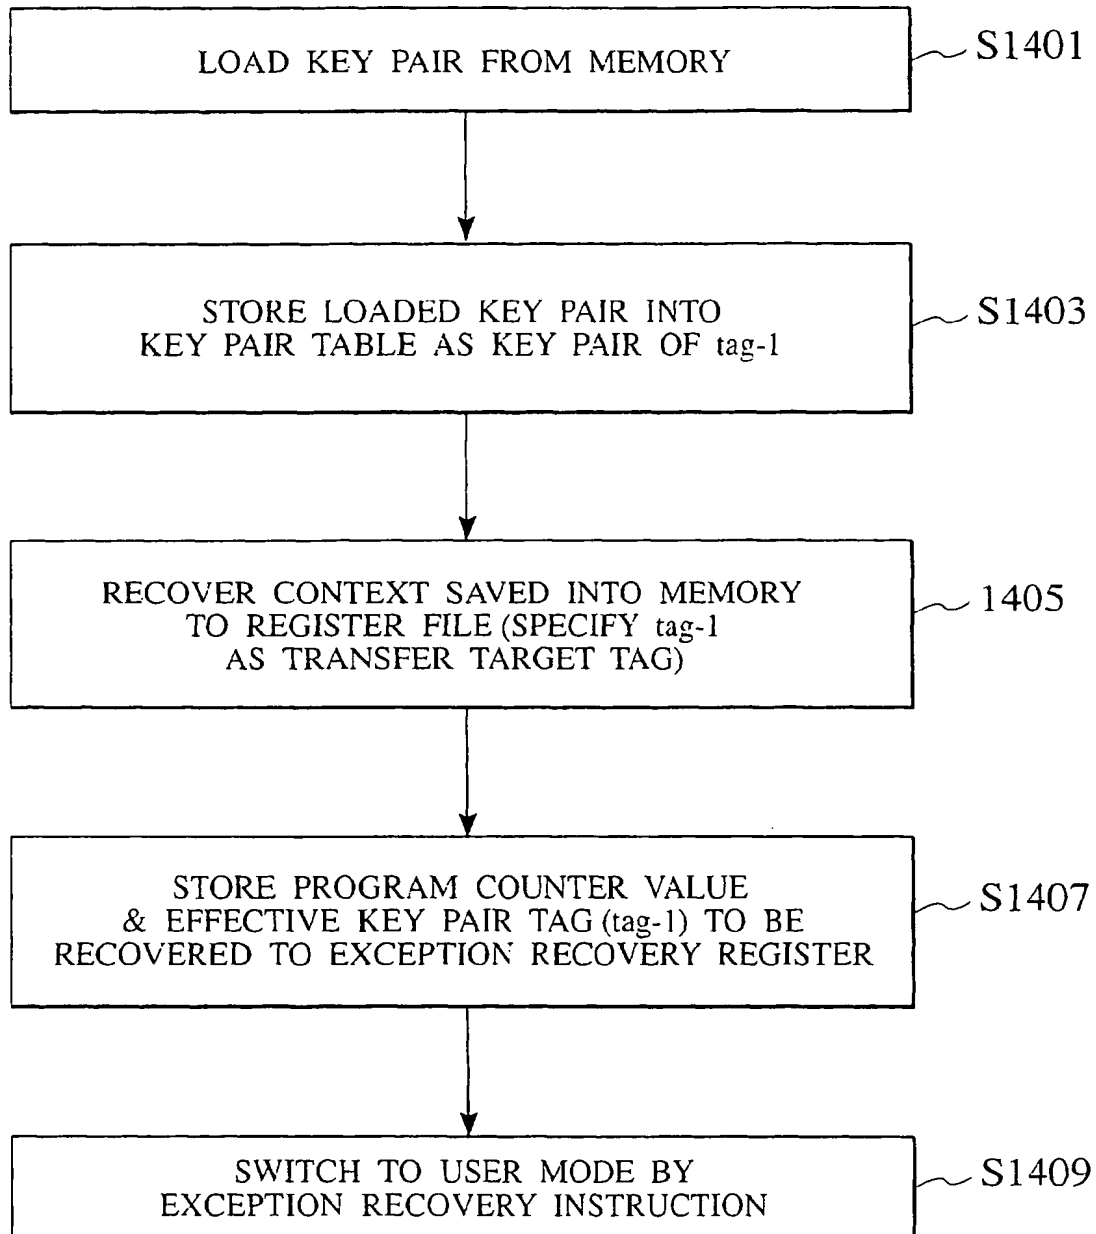 LOAD KEY PAIR FROM MEMORY
S1401
STORE LOADED KEY PAIR INTO
KEY PAIR TABLE AS KEY PAIR OF tag-1
S1403
RECOVER CONTEXT SAVED INTO MEMORY
TO REGISTER FILE (SPECIFY tag-1
AS TRANSFER TARGET TAG)
1405
STORE PROGRAM COUNTER VALUE
& EFFECTIVE KEY PAIR TAG (tag-1) TO BE
RECOVERED TO EXCEPTION RECOVERY REGISTER
S1407
SWITCH TO USER MODE BY
EXCEPTION RECOVERY INSTRUCTION
S1409